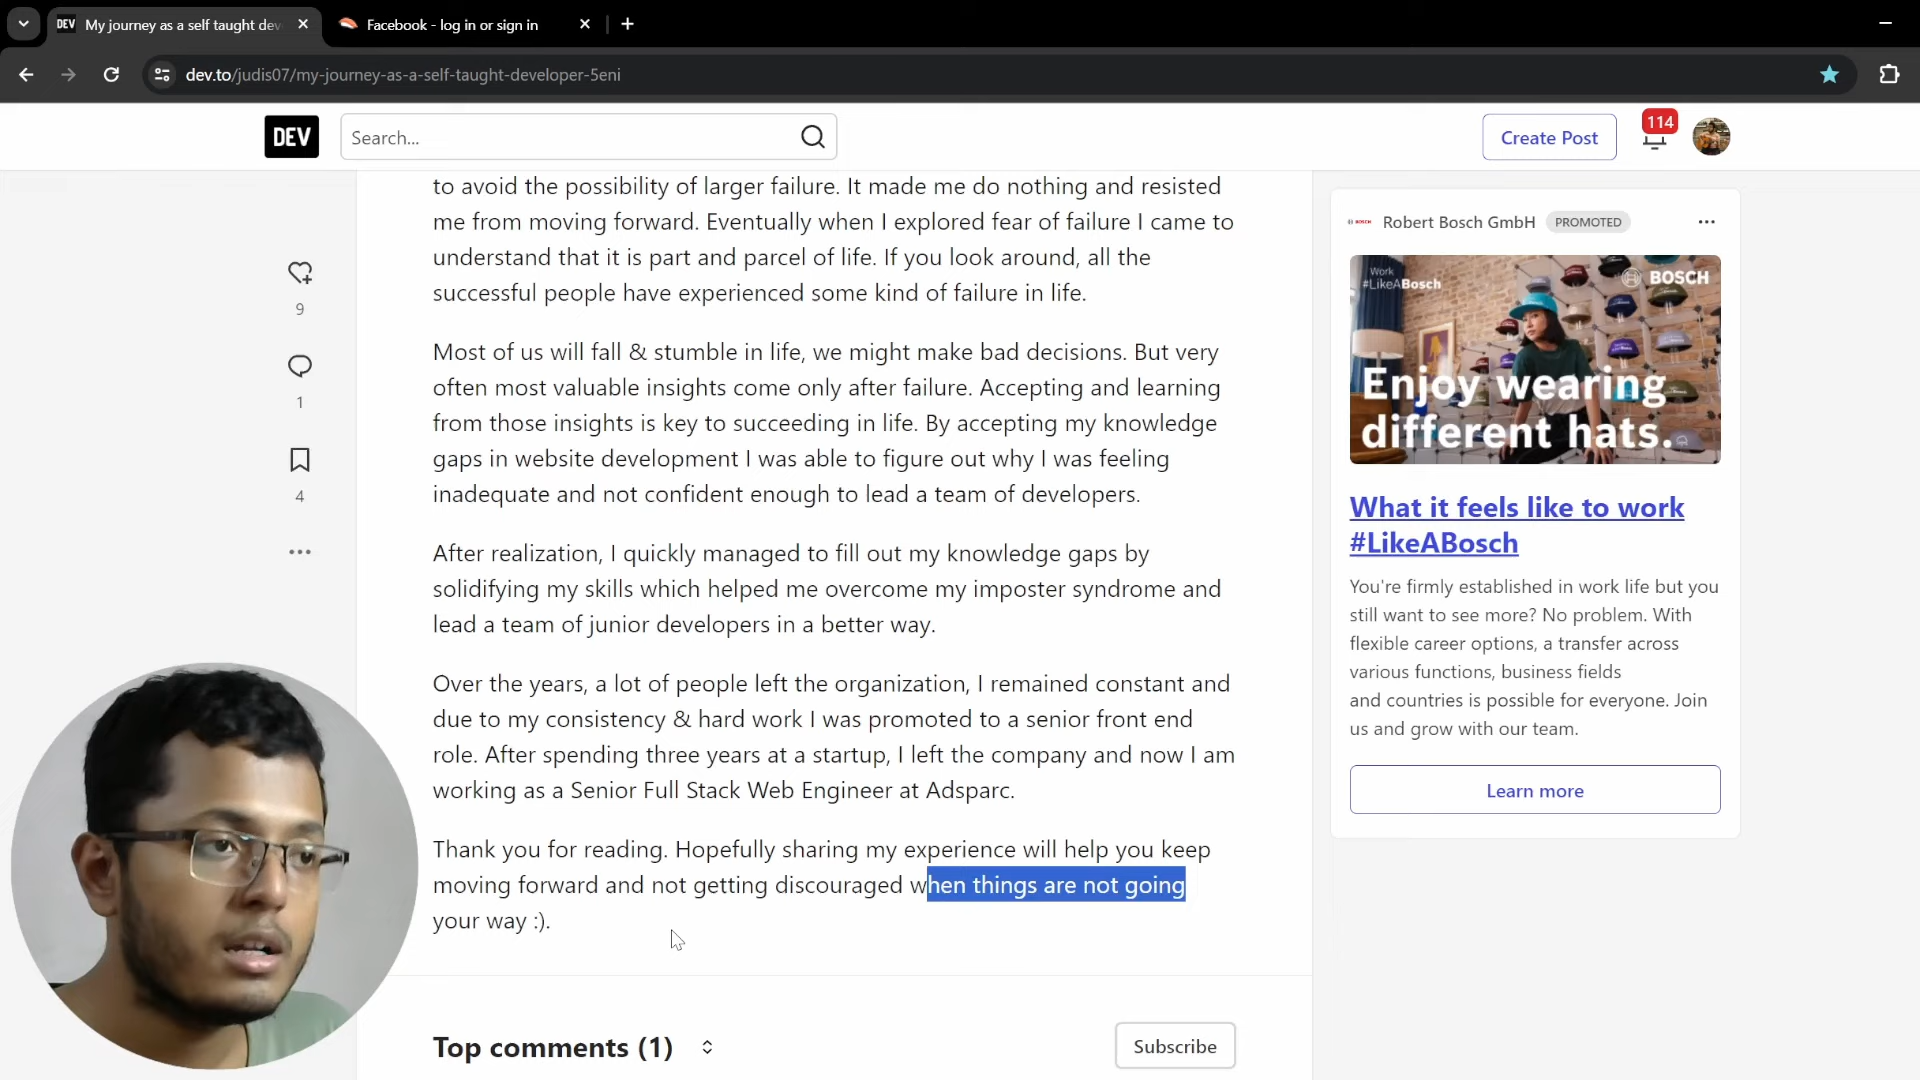 DEV My journey as a self taught dev
Facebook - log in or sign in
dev.to/judis07/my-journey-as-a-self-taught-developer-5eni
DEV
Search...
Create Post
114
to avoid the possibility of larger failure. It made me do nothing and resisted
me from moving forward. Eventually when I explored fear of failure I came to
understand that it is part and parcel of life. If you look around, all the
successful people have experienced some kind of failure in life.
9
1
4
Most of us will fall & stumble in life, we might make bad decisions. But very
often most valuable insights come only after failure. Accepting and learning
from those insights is key to succeeding in life. By accepting my knowledge
gaps in website development I was able to figure out why I was feeling
inadequate and not confident enough to lead a team of developers.
After realization, I quickly managed to fill out my knowledge gaps by
solidifying my skills which helped me overcome my imposter syndrome and
lead a team of junior developers in a better way.
Over the years, a lot of people left the organization, I remained constant and
due to my consistency & hard work I was promoted to a senior front end
role. After spending three years at a startup, I left the company and now I am
working as a Senior Full Stack Web Engineer at Adsparc.
Thank you for reading. Hopefully sharing my experience will help you keep
moving forward and not getting discouraged when things are not going
your way :).
Top comments (1)
Subscribe
BOSCH
Robert Bosch GmbH
PROMOTED
Work
#LikeABosch
BOSCH
Enjoy wearing
different hats.
What it feels like to work
#LikeABosch
You're firmly established in work life but you
still want to see more? No problem. With
flexible career options, a transfer across
various functions, business fields
and countries is possible for everyone. Join
us and grow with our team.
Learn more